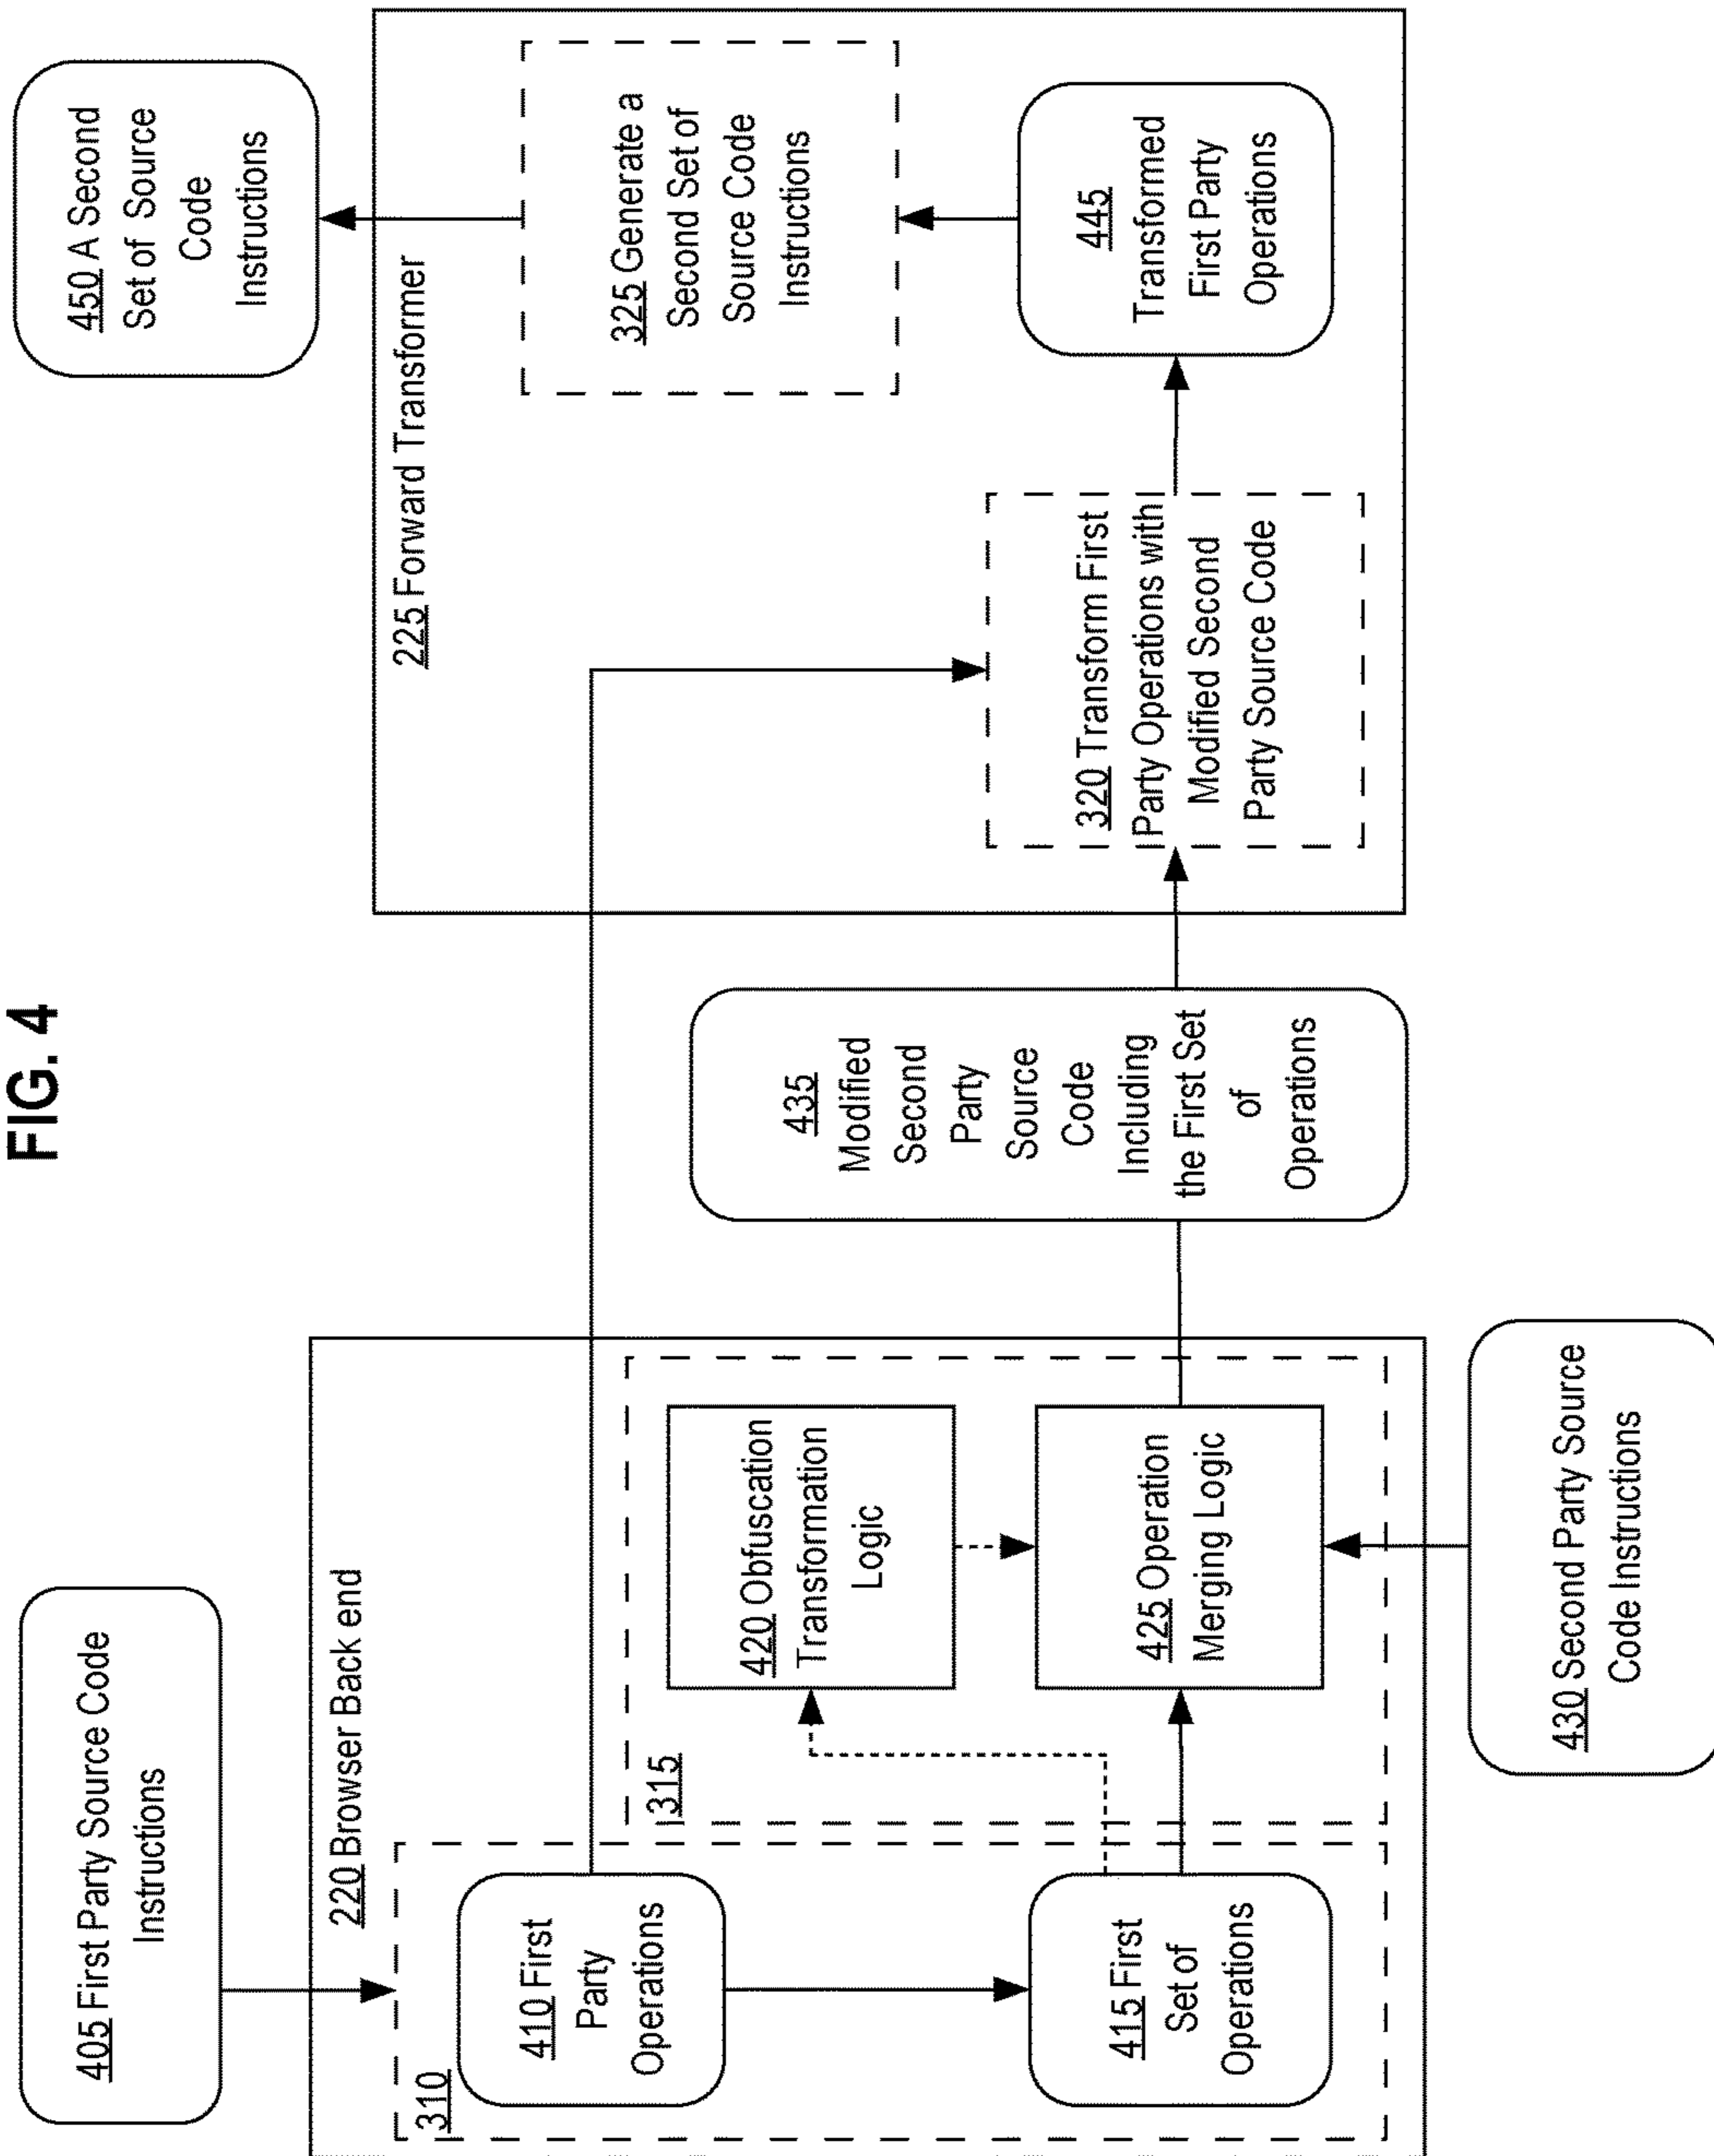 FIG. 4
405 First Party Source Code
Instructions
220 Browser Back end
310
410 First
Party
Operations
415 First
Set of
Operations
315
420 Obfuscation
Transformation
Logic
425 Operation
Merging Logic
430 Second Party Source
Code Instructions
435
Modified
Second
Party
Source
Code
Including
the First Set
of
Operations
225 Forward Transformer
320 Transform First
Party Operations with
Modified Second
Party Source Code
445
Transformed
First Party
Operations
325 Generate a
Second Set of
Source Code
Instructions
450 A Second
Set of Source
Code
Instructions